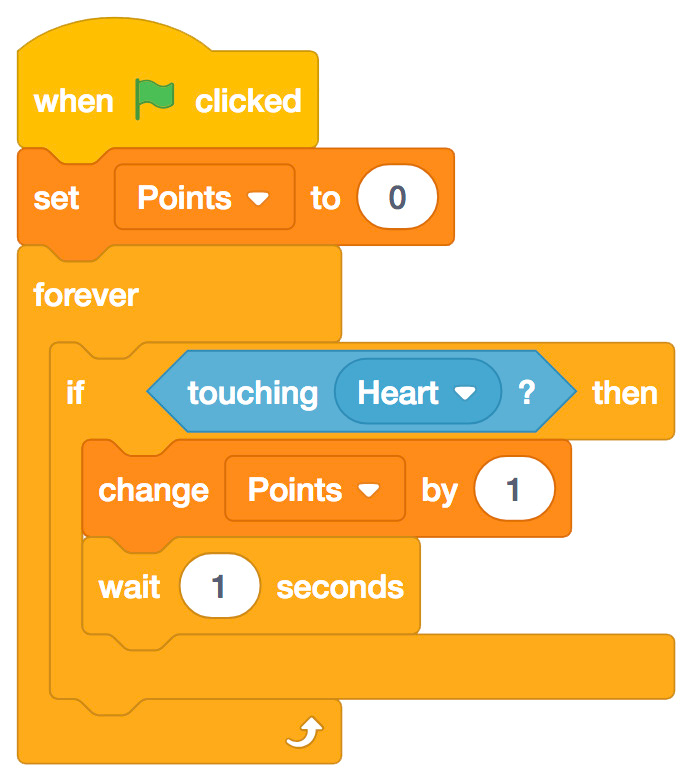 when clicked
set Points to 0
forever
if touching Heart ? then
change Points by 1
wait 1 seconds